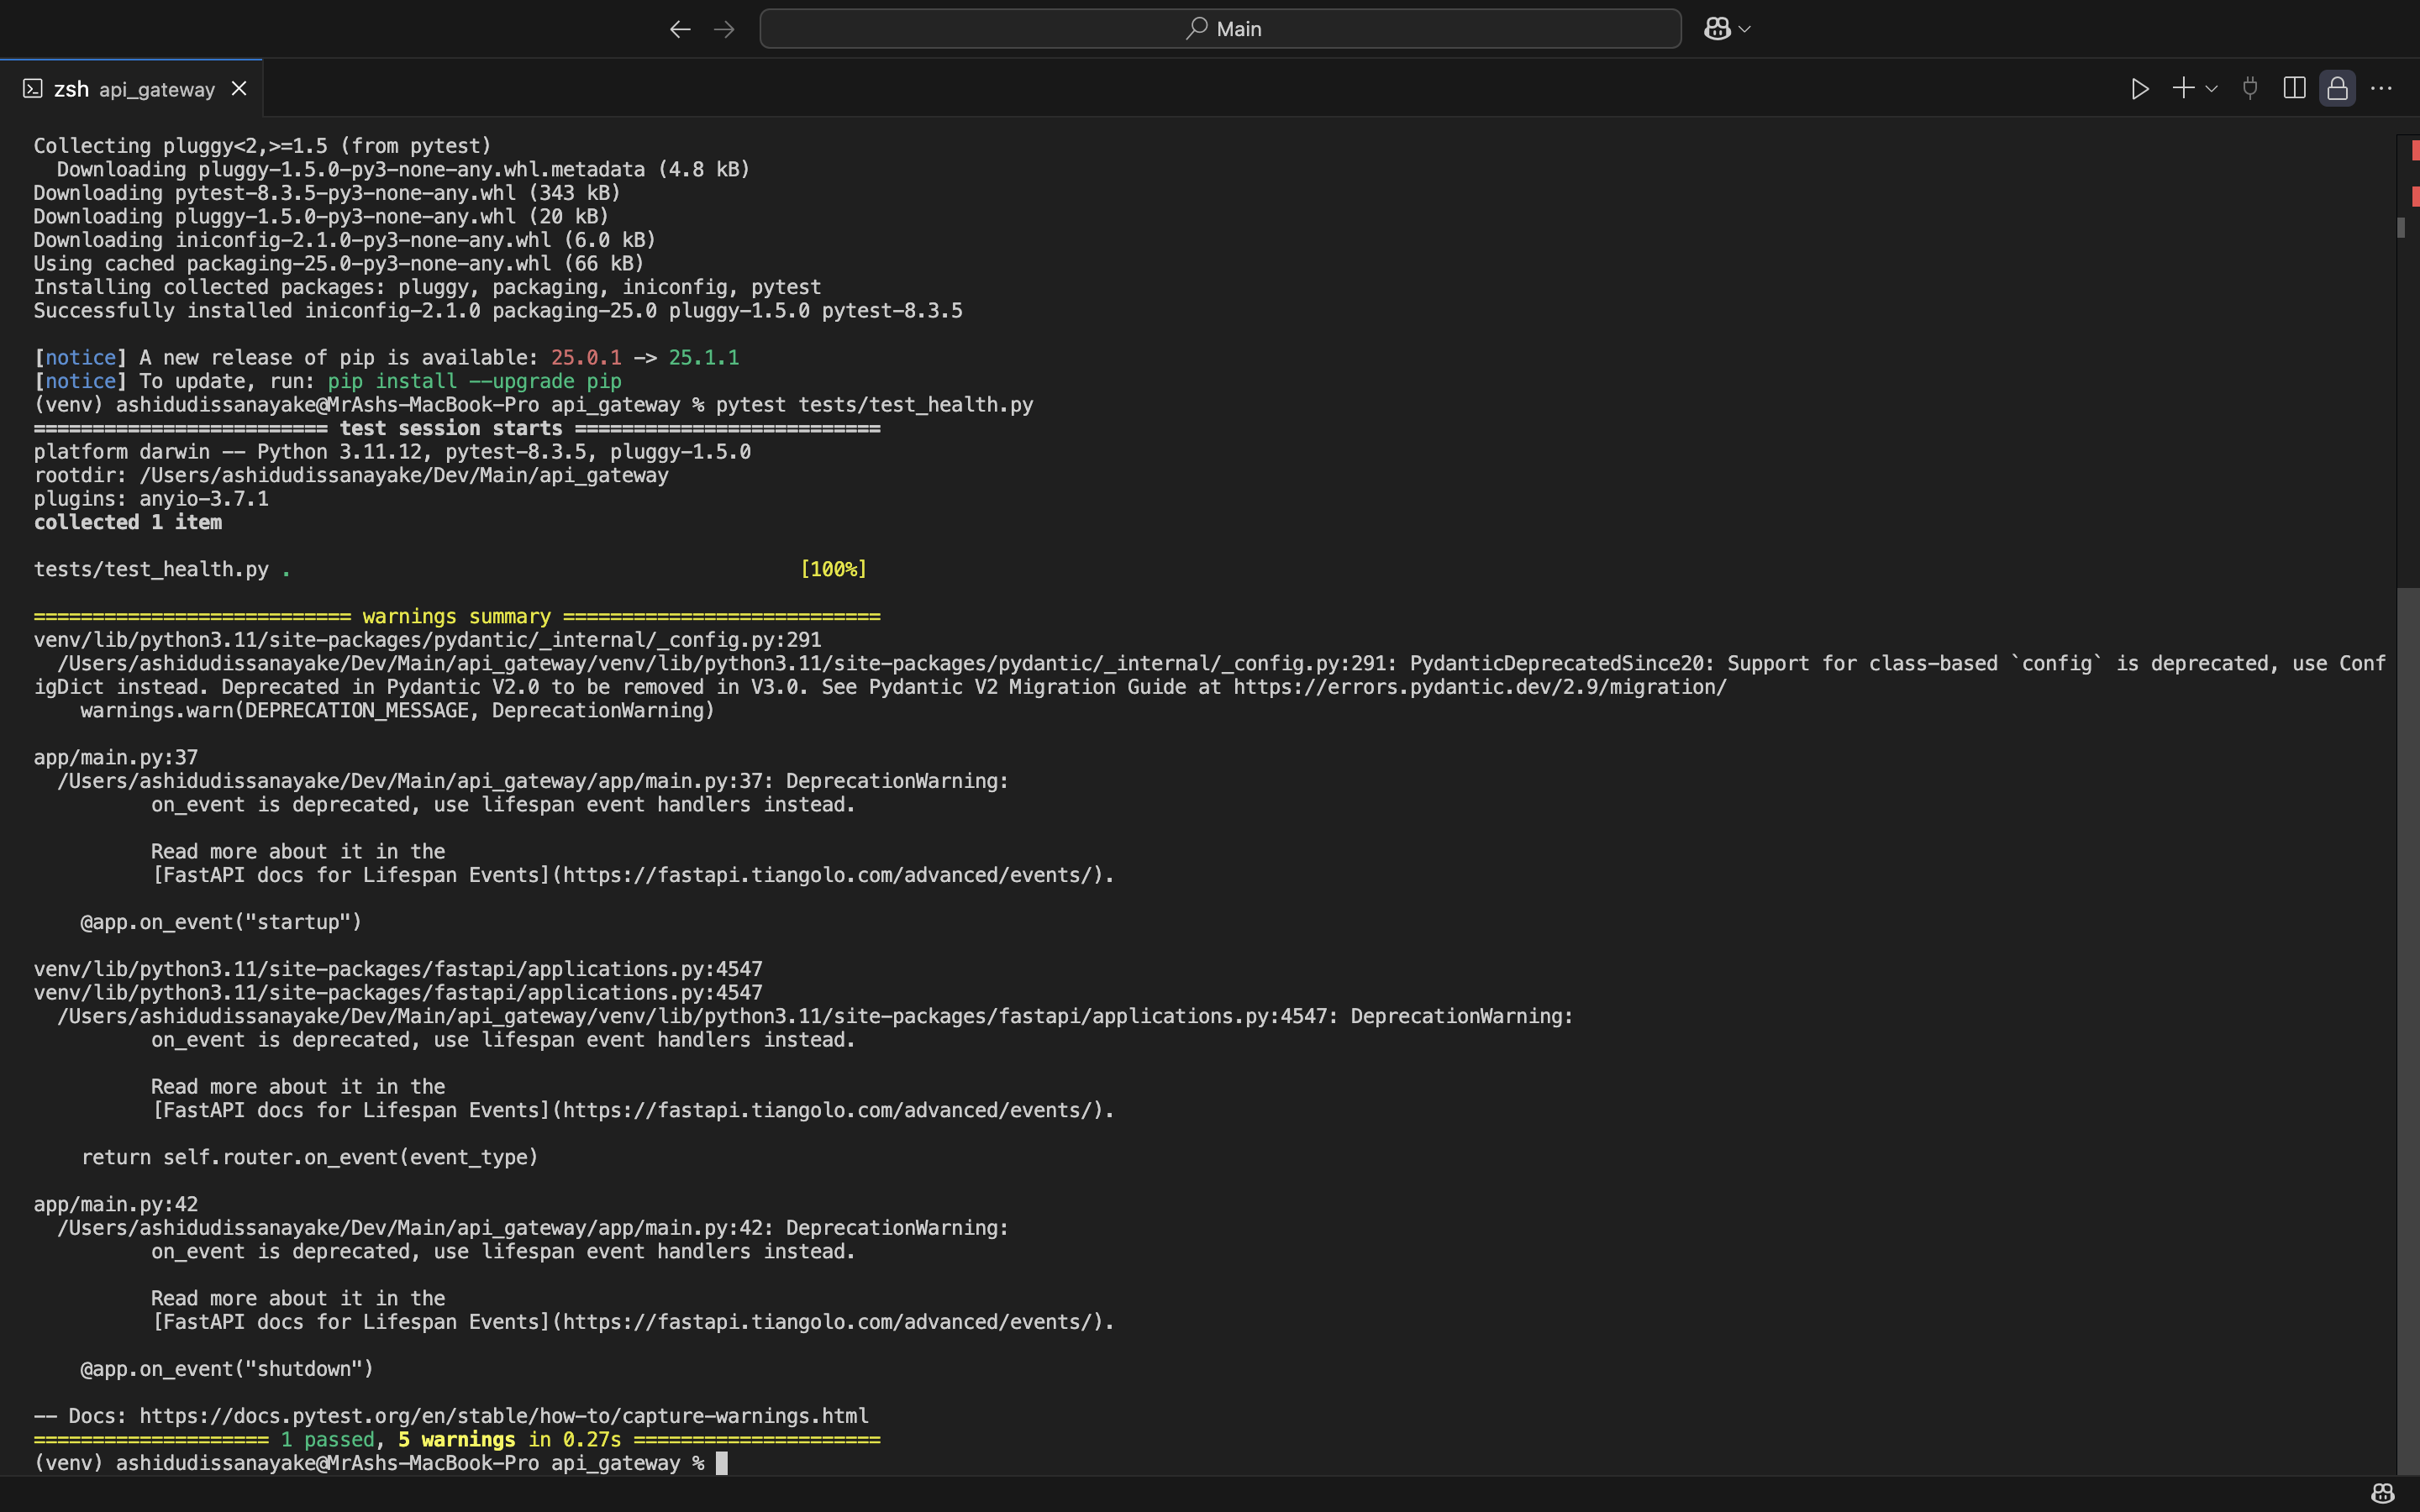 Main
zsh api_gateway
Collecting pluggy<2,>=1.5 (from pytest)
  Downloading pluggy-1.5.0-py3-none-any.whl.metadata (4.8 kB)
Downloading pytest-8.3.5-py3-none-any.whl (343 kB)
Downloading pluggy-1.5.0-py3-none-any.whl (20 kB)
Downloading iniconfig-2.1.0-py3-none-any.whl (6.0 kB)
Using cached packaging-25.0-py3-none-any.whl (66 kB)
Installing collected packages: pluggy, packaging, iniconfig, pytest
Successfully installed iniconfig-2.1.0 packaging-25.0 pluggy-1.5.0 pytest-8.3.5

[notice] A new release of pip is available: 25.0.1 -> 25.1.1
[notice] To update, run: pip install --upgrade pip
(venv) ashidudissanayake@MrAshs-MacBook-Pro api_gateway % pytest tests/test_health.py
========================= test session starts ==========================
platform darwin -- Python 3.11.12, pytest-8.3.5, pluggy-1.5.0
rootdir: /Users/ashidudissanayake/Dev/Main/api_gateway
plugins: anyio-3.7.1
collected 1 item

tests/test_health.py .                                            [100%]

=========================== warnings summary ===========================
venv/lib/python3.11/site-packages/pydantic/_internal/_config.py:291
  /Users/ashidudissanayake/Dev/Main/api_gateway/venv/lib/python3.11/site-packages/pydantic/_internal/_config.py:291: PydanticDeprecatedSince20: Support for class-based `config` is deprecated, use Conf
igDict instead. Deprecated in Pydantic V2.0 to be removed in V3.0. See Pydantic V2 Migration Guide at https://errors.pydantic.dev/2.9/migration/
    warnings.warn(DEPRECATION_MESSAGE, DeprecationWarning)

app/main.py:37
  /Users/ashidudissanayake/Dev/Main/api_gateway/app/main.py:37: DeprecationWarning:
          on_event is deprecated, use lifespan event handlers instead.

          Read more about it in the
          [FastAPI docs for Lifespan Events](https://fastapi.tiangolo.com/advanced/events/).

    @app.on_event("startup")

venv/lib/python3.11/site-packages/fastapi/applications.py:4547
venv/lib/python3.11/site-packages/fastapi/applications.py:4547
  /Users/ashidudissanayake/Dev/Main/api_gateway/venv/lib/python3.11/site-packages/fastapi/applications.py:4547: DeprecationWarning:
          on_event is deprecated, use lifespan event handlers instead.

          Read more about it in the
          [FastAPI docs for Lifespan Events](https://fastapi.tiangolo.com/advanced/events/).

    return self.router.on_event(event_type)

app/main.py:42
  /Users/ashidudissanayake/Dev/Main/api_gateway/app/main.py:42: DeprecationWarning:
          on_event is deprecated, use lifespan event handlers instead.

          Read more about it in the
          [FastAPI docs for Lifespan Events](https://fastapi.tiangolo.com/advanced/events/).

    @app.on_event("shutdown")

-- Docs: https://docs.pytest.org/en/stable/how-to/capture-warnings.html
==================== 1 passed, 5 warnings in 0.27s =====================
(venv) ashidudissanayake@MrAshs-MacBook-Pro api_gateway %